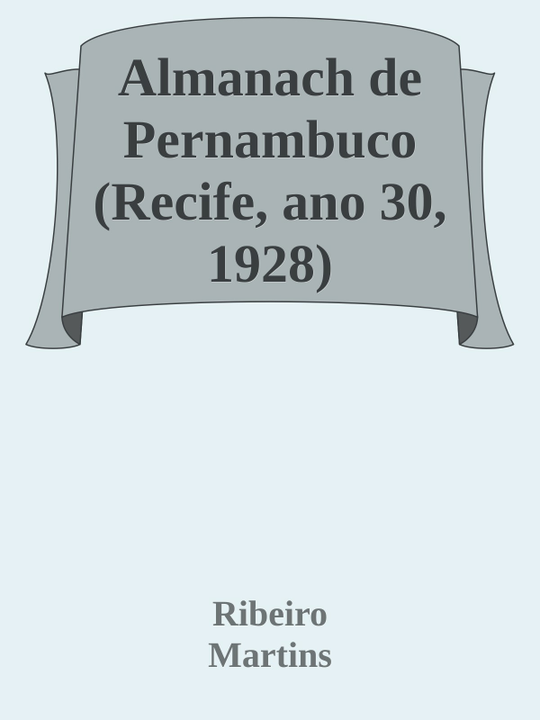 Almanach de
Pernambuco
(Recife, ano 30,
1928)
Ribeiro
Martins